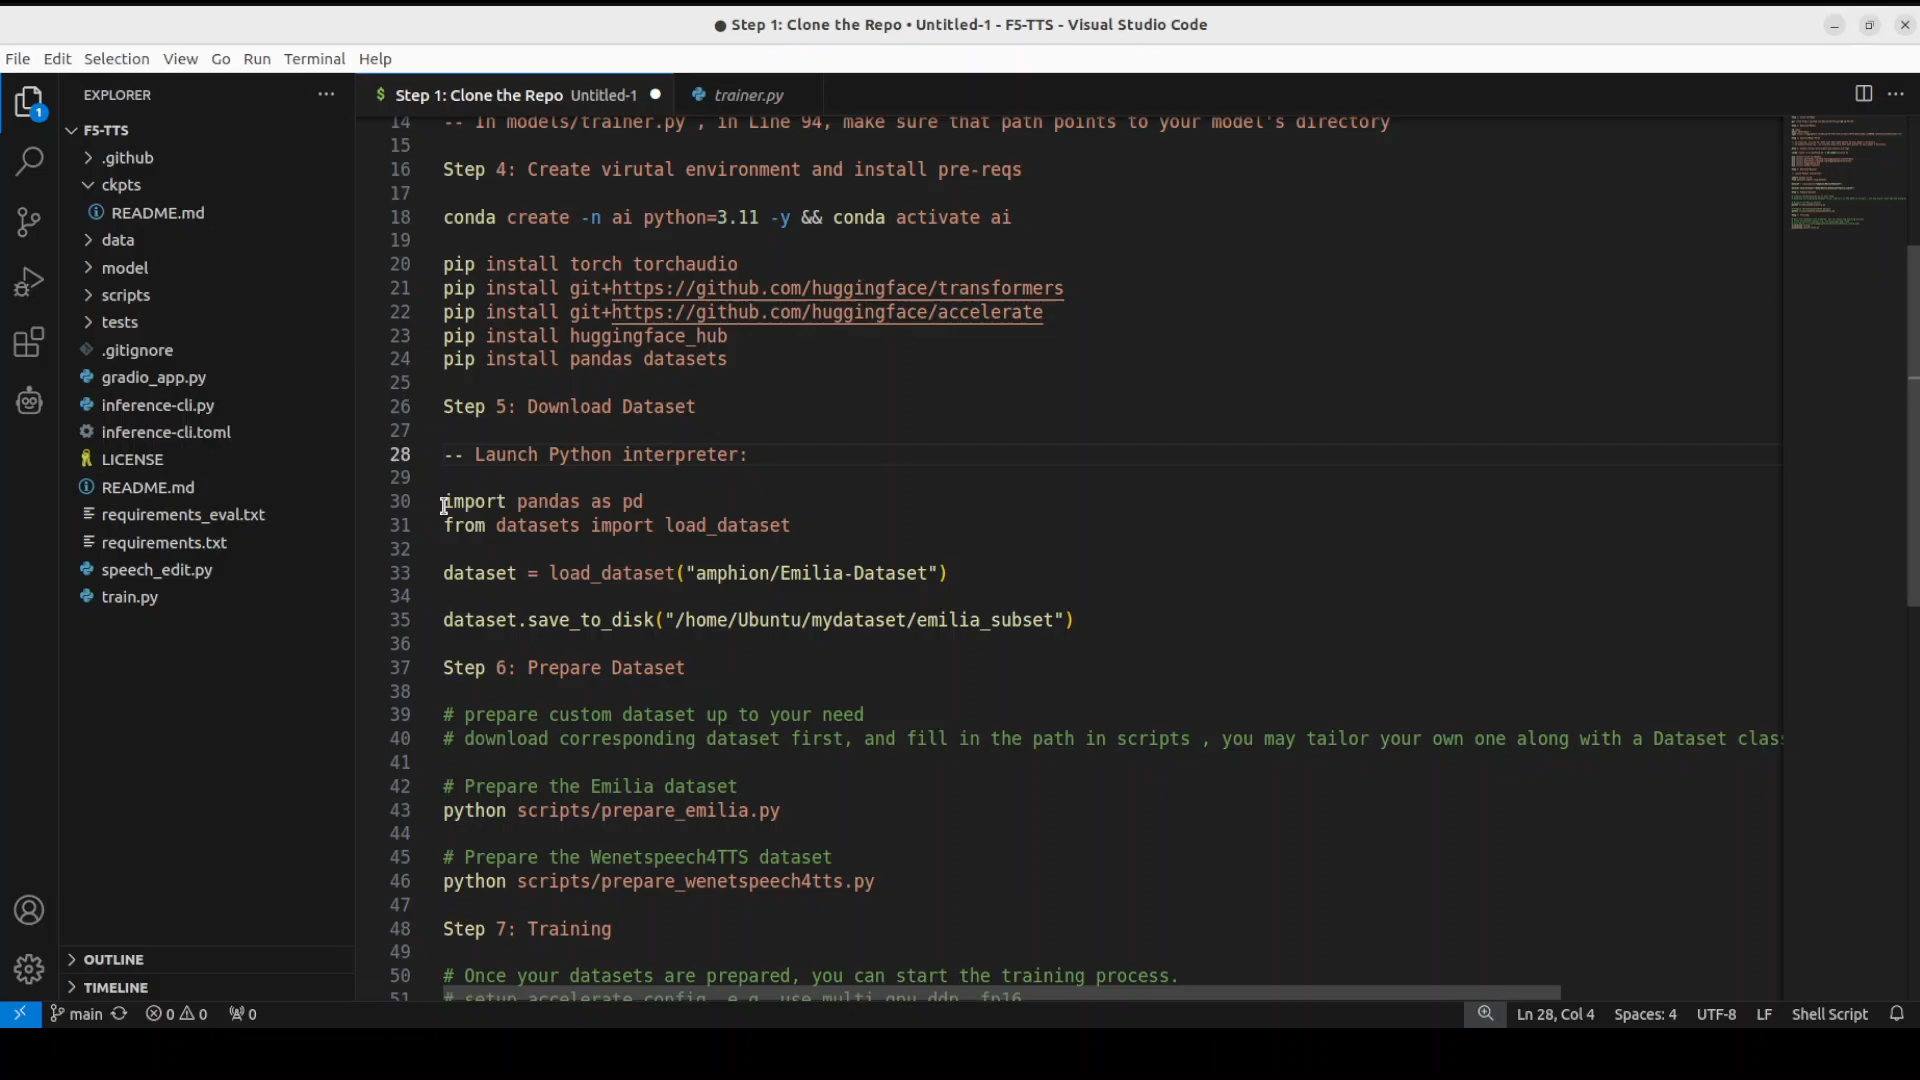 Step 1: Clone the Repo • Untitled-1 - F5-TTS - Visual Studio Code
File Edit Selection View Go Run Terminal Help
EXPLORER
F5-TTS
.github
ckpts
README.md
data
model
scripts
tests
.gitignore
gradio_app.py
inference-cli.py
inference-cli.toml
LICENSE
README.md
requirements_eval.txt
requirements.txt
speech_edit.py
train.py
OUTLINE
TIMELINE
1
$ Step 1: Clone the Repo Untitled-1
trainer.py
14 -- In models/trainer.py , in Line 94, make sure that path points to your model's directory
15
16 Step 4: Create virutal environment and install pre-reqs
17
18 conda create -n ai python=3.11 -y && conda activate ai
19
20 pip install torch torchaudio
21 pip install git+https://github.com/huggingface/transformers
22 pip install git+https://github.com/huggingface/accelerate
23 pip install huggingface_hub
24 pip install pandas datasets
25
26 Step 5: Download Dataset
27
28 -- Launch Python interpreter:
29
30 import pandas as pd
31 from datasets import load_dataset
32
33 dataset = load_dataset("amphion/Emilia-Dataset")
34
35 dataset.save_to_disk("/home/Ubuntu/mydataset/emilia_subset")
36
37 Step 6: Prepare Dataset
38
39 # prepare custom dataset up to your need
40 # download corresponding dataset first, and fill in the path in scripts , you may tailor your own one along with a Dataset clas
41
42 # Prepare the Emilia dataset
43 python scripts/prepare_emilia.py
44
45 # Prepare the Wenetspeech4TTS dataset
46 python scripts/prepare_wenetspeech4tts.py
47
48 Step 7: Training
49
50 # Once your datasets are prepared, you can start the training process.
51 # setup accelerate config, e.g. use multi-gpu ddp, fp16
main 0 0 0
Ln 28, Col 4 Spaces: 4 UTF-8 LF Shell Script